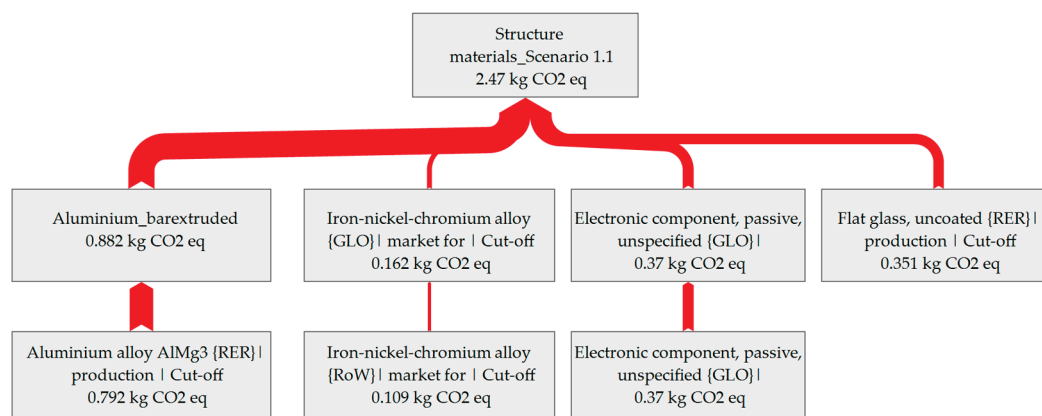 Structure
materials_Scenario 1.1
2.47 kg CO2 eq
Aluminium_barextruded
0.882 kg CO2 eq
Iron-nickel-chromium alloy
{GLO}| market for | Cut-off
0.162 kg CO2 eq
Electronic component, passive,
unspecified {GLO}|
0.37 kg CO2 eq
Flat glass, uncoated {RER}|
production | Cut-off
0.351 kg CO2 eq
Aluminium alloy AlMg3 {RER}|
production | Cut-off
0.792 kg CO2 eq
Iron-nickel-chromium alloy
{RoW}| market for | Cut-off
0.109 kg CO2 eq
Electronic component, passive,
unspecified {GLO}|
0.37 kg CO2 eq